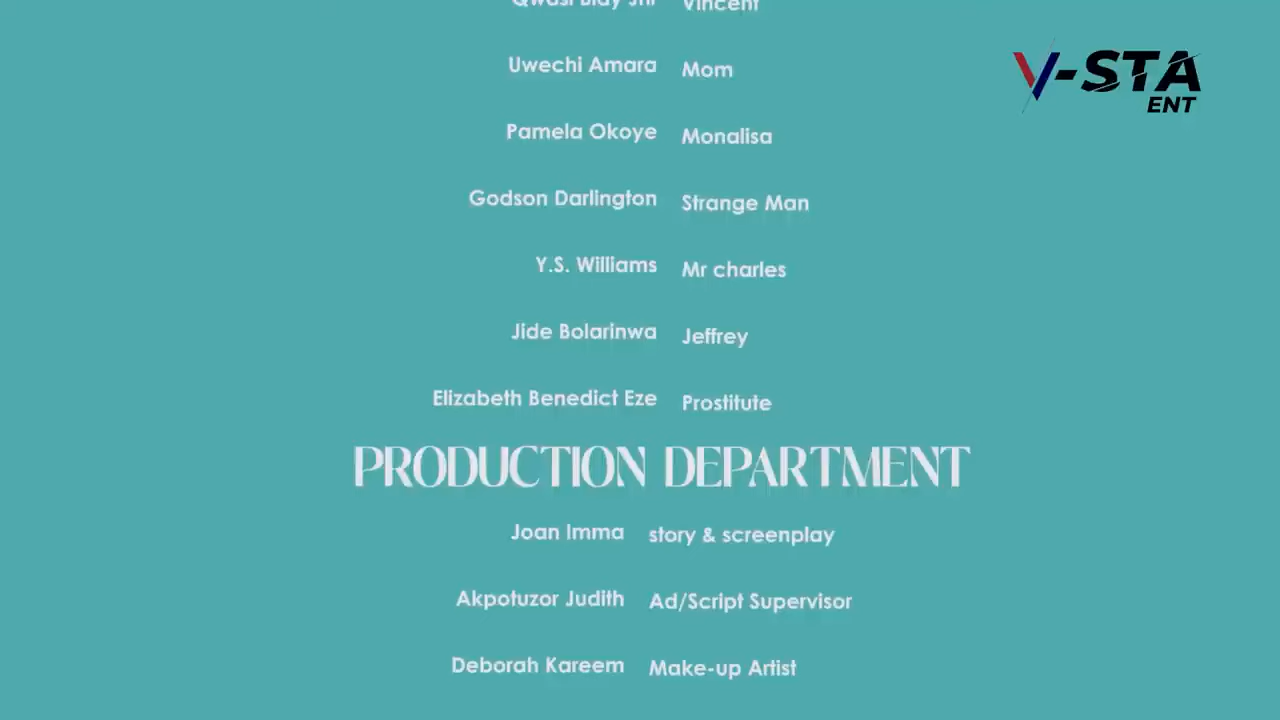 Vincent
V-STA
ENT
Uwechi Amara Mom
Pamela Okoye Monalisa
Godson Darlington Strange Man
Y.S. Williams Mr charles
Jide Bolarinwa Jeffrey
Elizabeth Benedict Eze Prostitute
PRODUCTION DEPARTMENT
Joan Imma story & screenplay
Akpotuzor Judith Ad/Script Supervisor
Deborah Kareem Make-up Artist